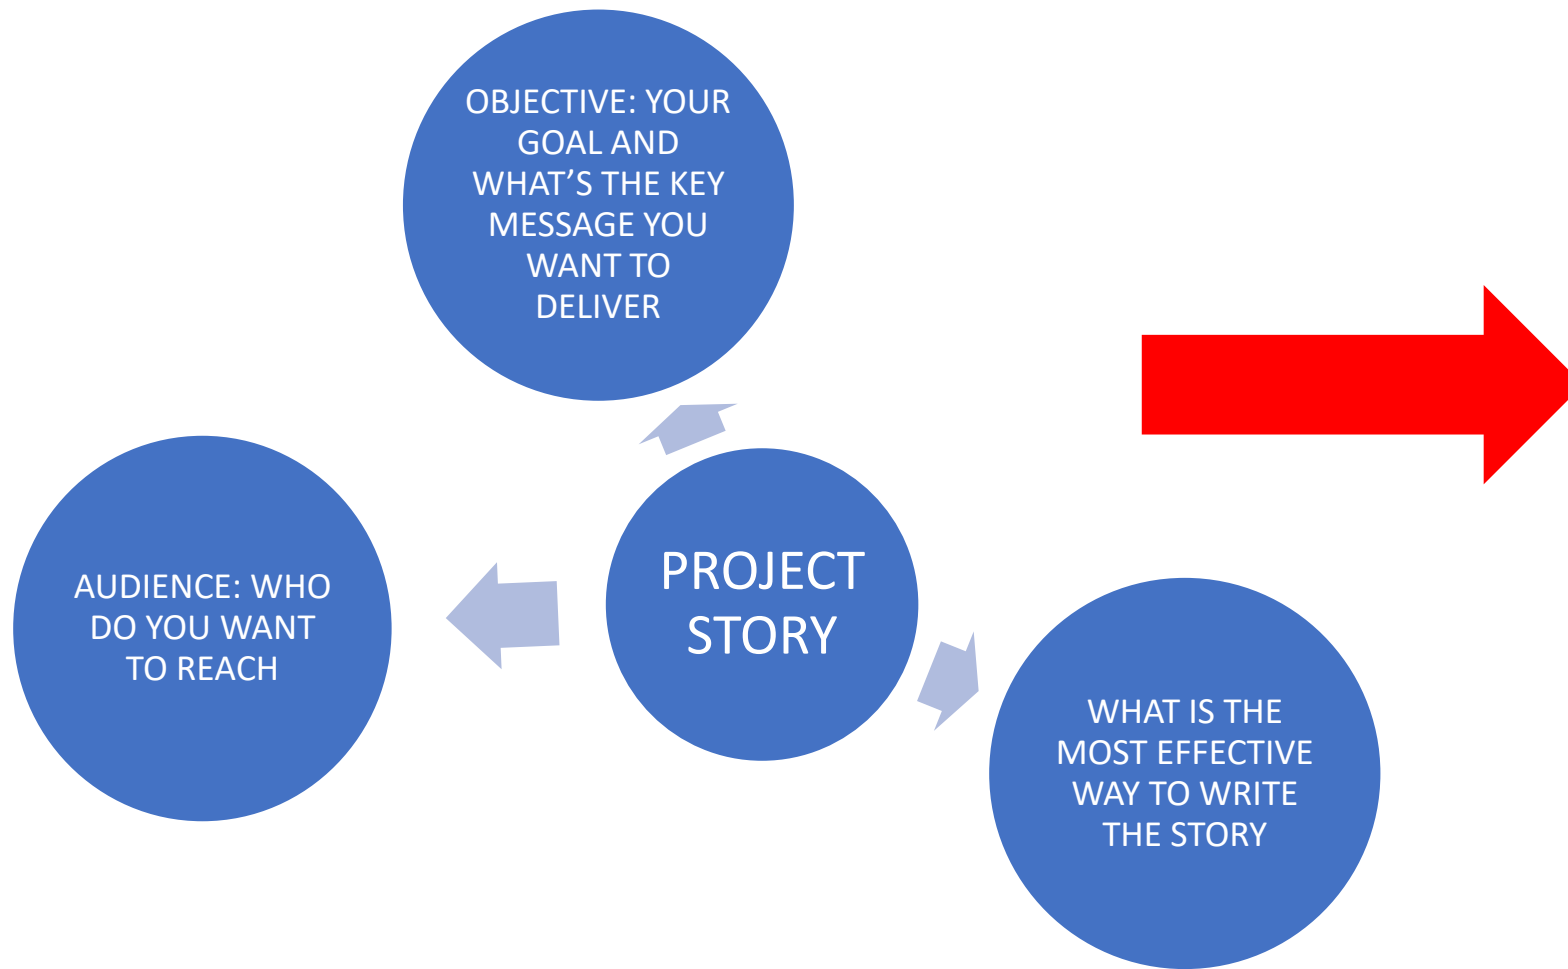 OBJECTIVE: YOUR
GOAL AND
WHAT’S THE KEY
MESSAGE YOU
WANT TO
DELIVER
AUDIENCE: WHO
DO YOU WANT
TO REACH
PROJECT
STORY
WHAT IS THE
MOST EFFECTIVE
WAY TO WRITE
THE STORY